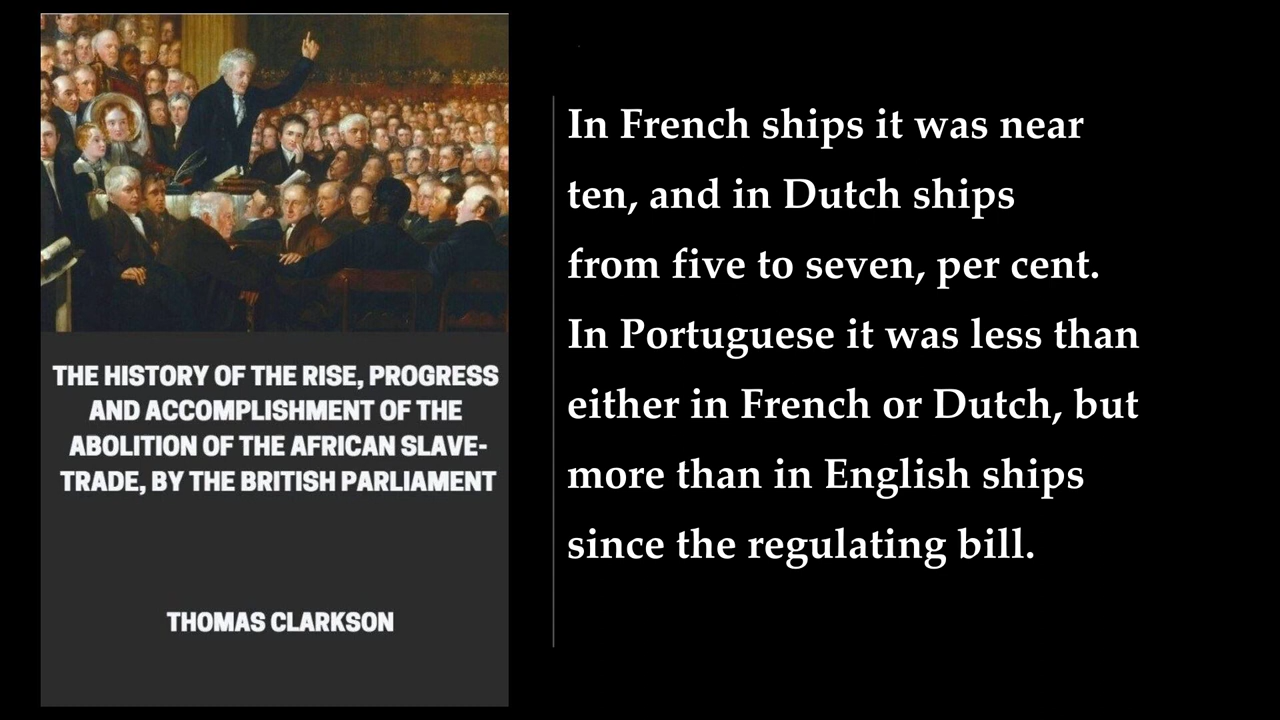 THE HISTORY OF THE RISE, PROGRESS
AND ACCOMPLISHMENT OF THE
ABOLITION OF THE AFRICAN SLAVE-
TRADE, BY THE BRITISH PARLIAMENT
THOMAS CLARKSON
In French ships it was near
ten, and in Dutch ships
from five to seven, per cent.
In Portuguese it was less than
either in French or Dutch, but
more than in English ships
since the regulating bill.